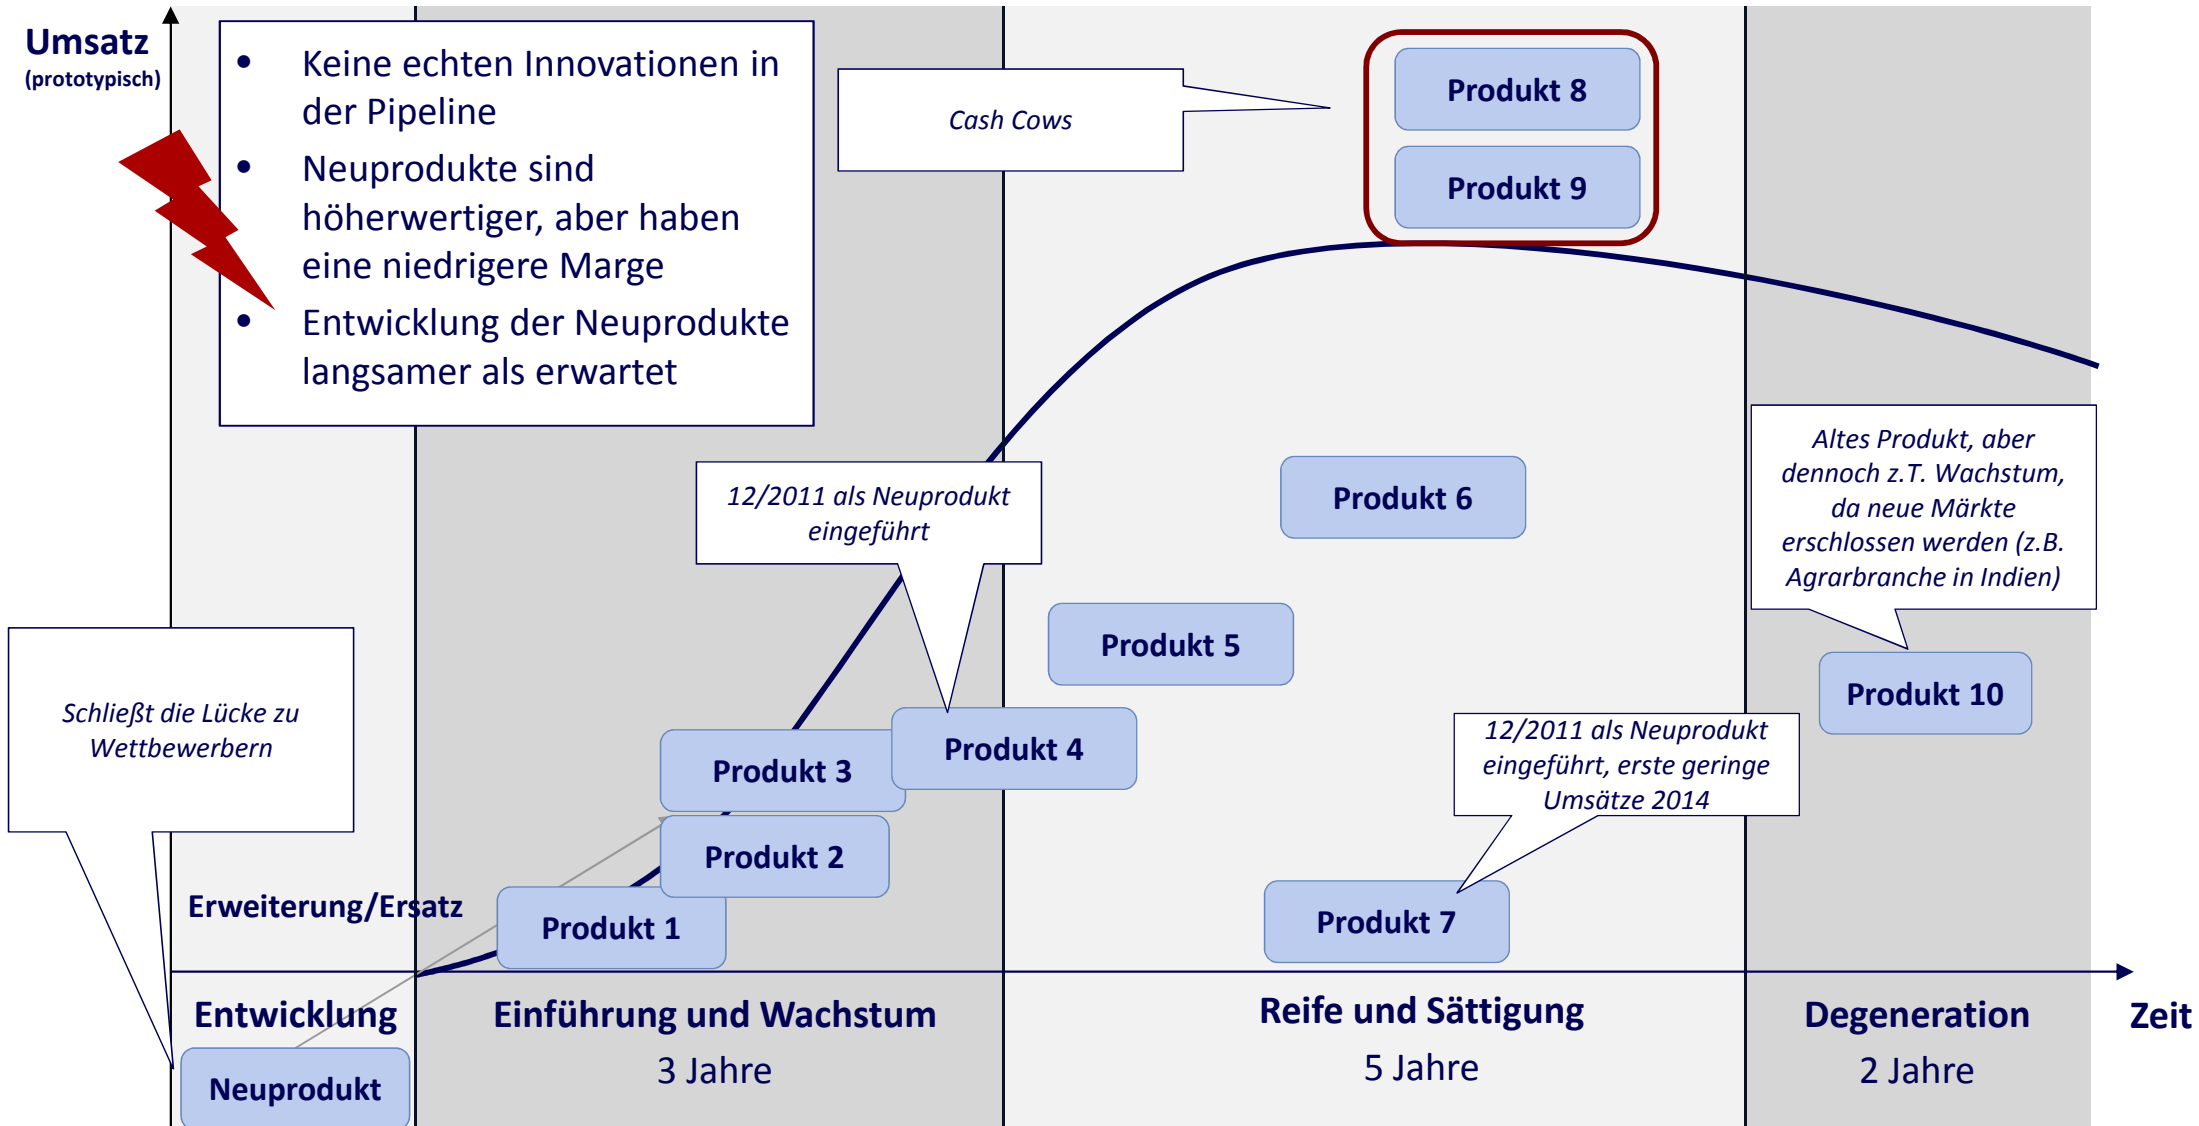 Umsatz
(prototypisch)
• Keine echten Innovationen in
der Pipeline
• Neuprodukte sind
höherwertiger, aber haben
eine niedrigere Marge
• Entwicklung der Neuprodukte
langsamer als erwartet
Cash Cows
Produkt 8
Produkt 9
12/2011 als Neuprodukt
eingeführt
Produkt 6
Altes Produkt, aber
dennoch z.T. Wachstum,
da neue Märkte
erschlossen werden (z.B.
Agrarbranche in Indien)
Schließt die Lücke zu
Wettbewerbern
Produkt 5
Produkt 10
Produkt 3
Produkt 4
12/2011 als Neuprodukt
eingeführt, erste geringe
Umsätze 2014
Produkt 2
Erweiterung/Ersatz
Produkt 1
Produkt 7
Entwicklung
Einführung und Wachstum
3 Jahre
Reife und Sättigung
5 Jahre
Degeneration
2 Jahre
Zeit
Neuprodukt